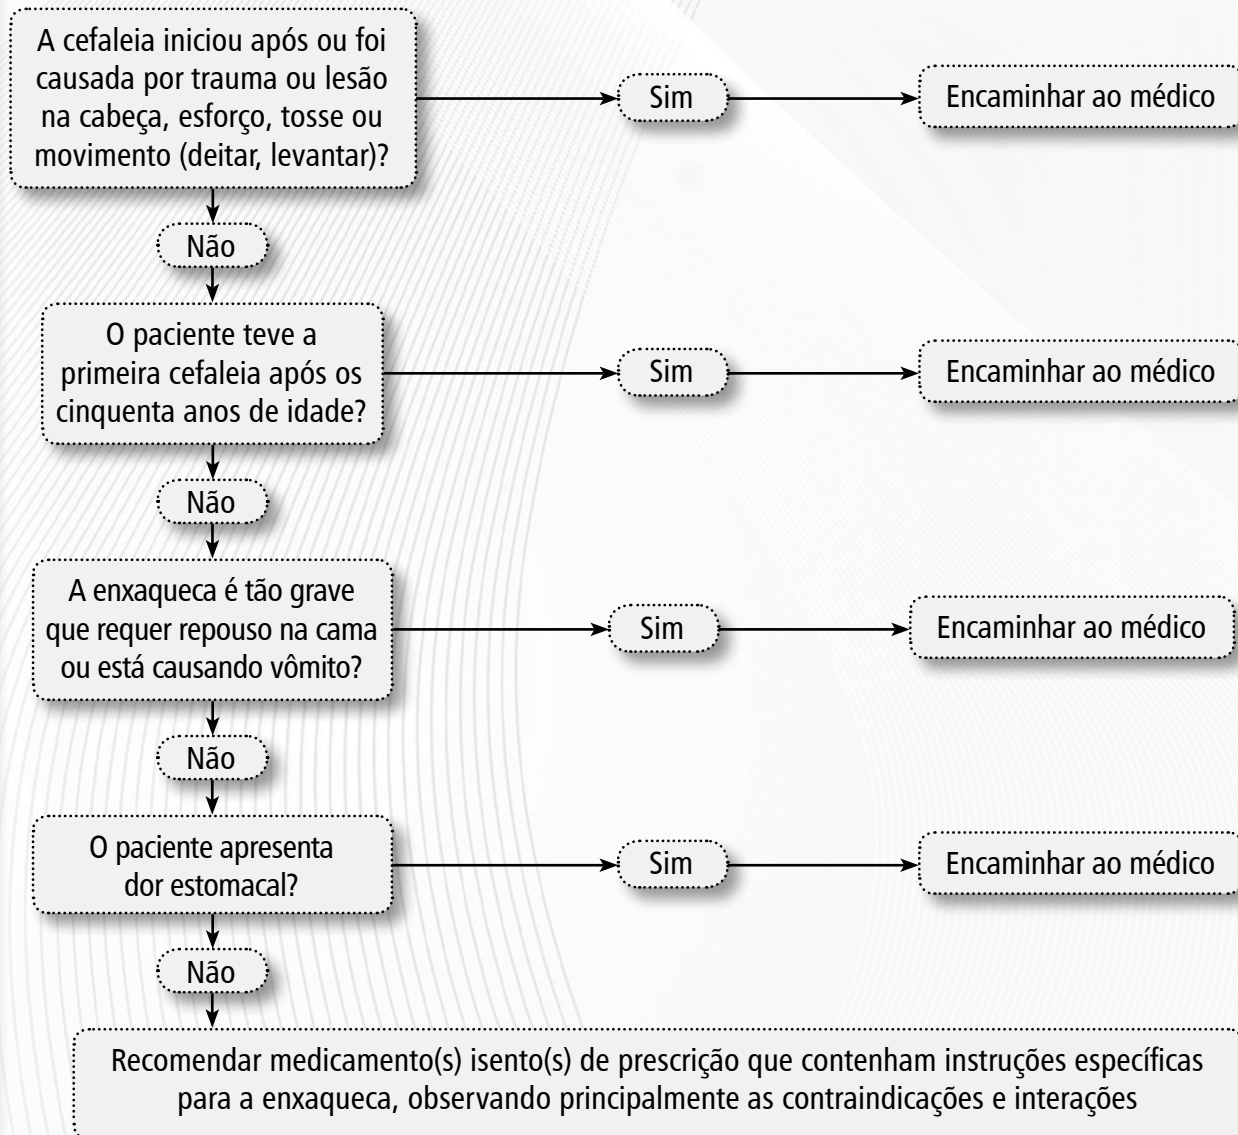 A cefaleia iniciou após ou foi
causada por trauma ou lesão
na cabeça, esforço, tosse ou
movimento (deitar, levantar)?
Sim
Encaminhar ao médico
Não
O paciente teve a
primeira cefaleia após os
cinquenta anos de idade?
Sim
Encaminhar ao médico
Não
A enxaqueca é tão grave
que requer repouso na cama
ou está causando vômito?
Sim
Encaminhar ao médico
Não
O paciente apresenta
dor estomacal?
Sim
Encaminhar ao médico
Não
Recomendar medicamento(s) isento(s) de prescrição que contenham instruções específicas
para a enxaqueca, observando principalmente as contraindicações e interações